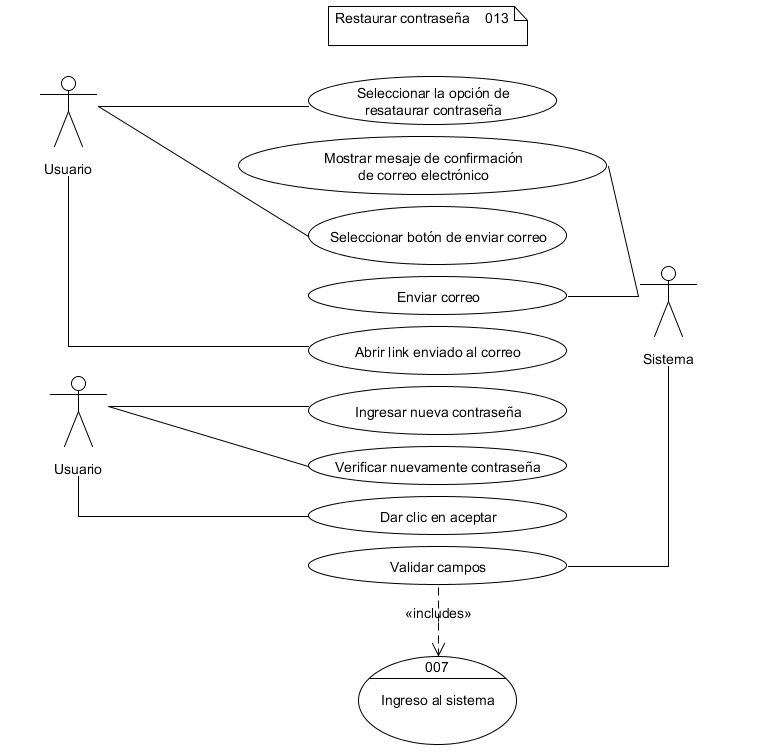 Restaurar contraseña 013
Seleccionar la opción de
resataurar contraseña
Usuario
Mostrar mesaje de confirmación
de correo electrónico
Seleccionar botón de enviar correo
Enviar correo
Sistema
Abrir link enviado al correo
Ingresar nueva contraseña
Usuario
Verificar nuevamente contraseña
Dar clic en aceptar
Validar campos
«includes»
007
Ingreso al sistema